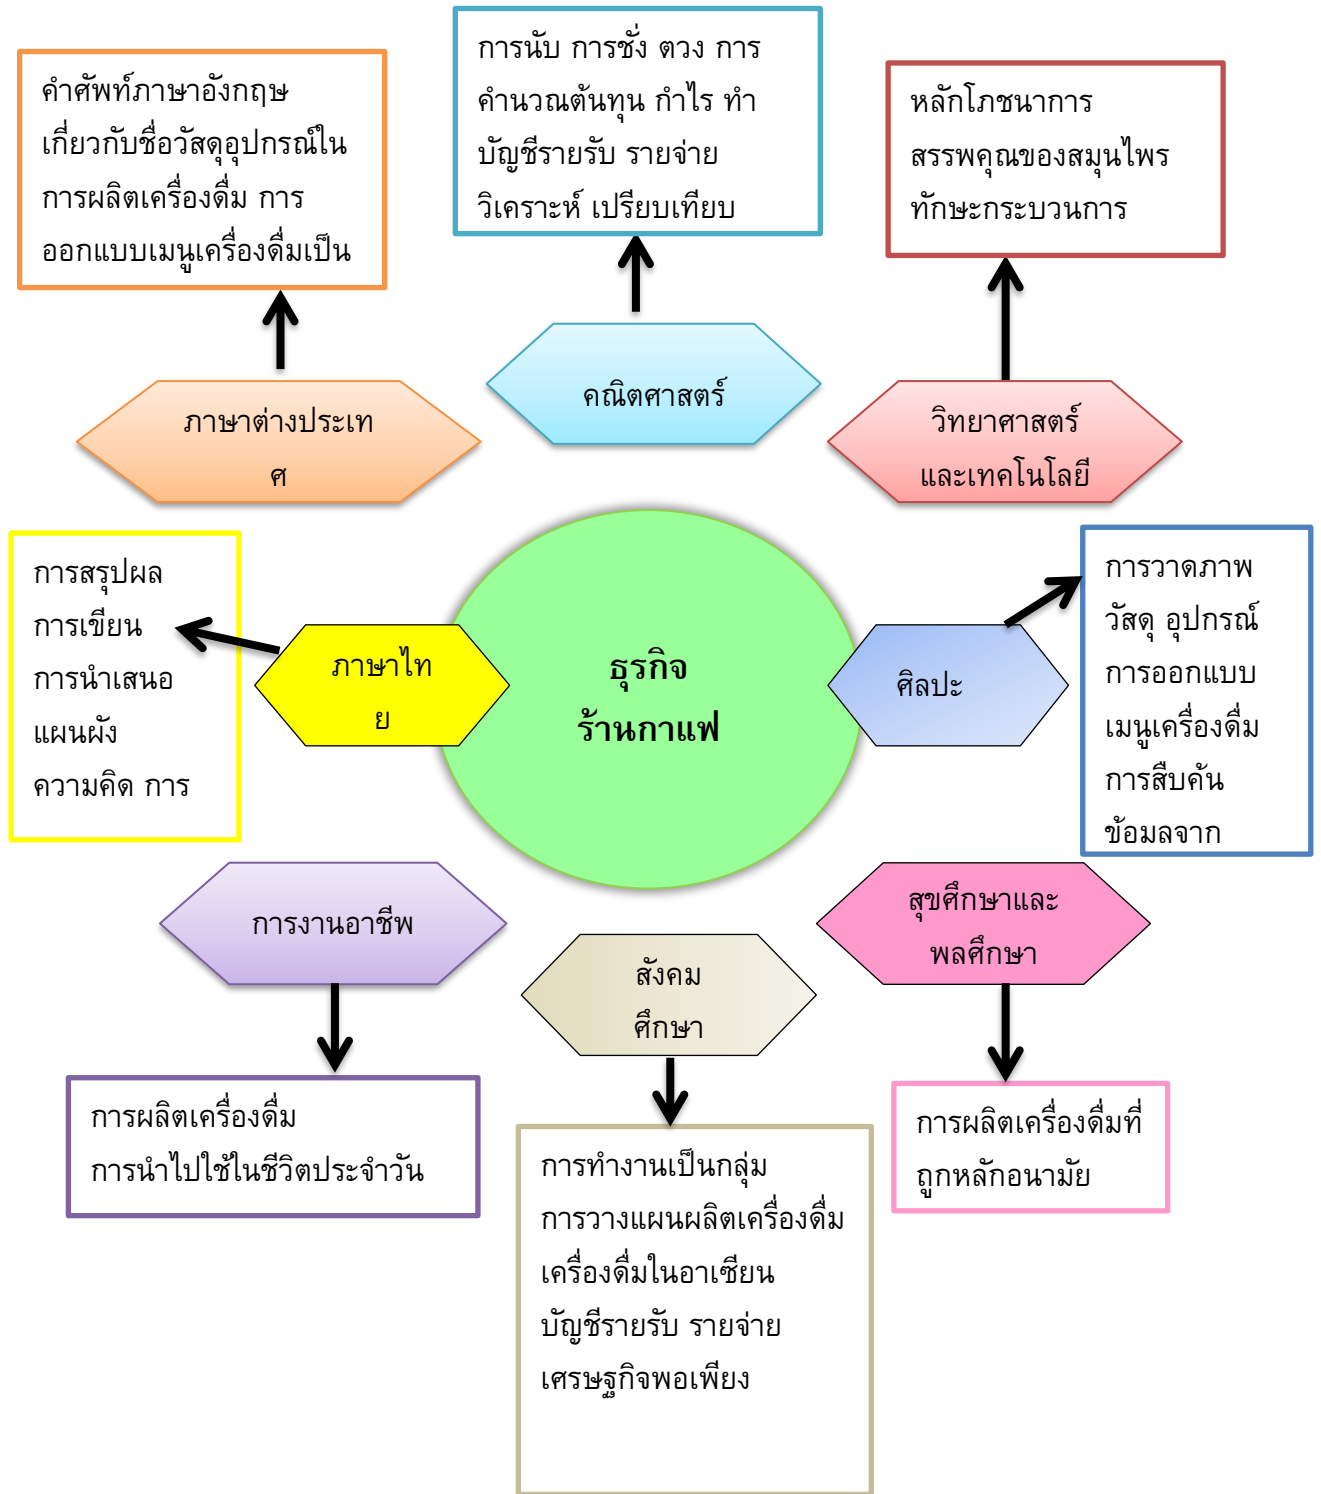 คำศัพท์ภาษาอังกฤษ
เกี่ยวกับชื่อวัสดุอุปกรณ์ใน
การผลิตเครื่องดื่ม การ
ออกแบบเมนูเครื่องดื่มเป็น
การนับ การชั่ง ตวง การ
คำนวณต้นทุน กำไร ทำ
บัญชีรายรับ รายจ่าย
วิเคราะห์ เปรียบเทียบ
หลักโภชนาการ
สรรพคุณของสมุนไพร
ทักษะกระบวนการ
ภาษาต่างประเท
ศ
คณิตศาสตร์
วิทยาศาสตร์
และเทคโนโลยี
การสรุปผล
การเขียน
การนำเสนอ
แผนผัง
ความคิด การ
ภาษาไท
ย
ธุรกิจ
ร้านกาแฟ
ศิลปะ
การวาดภาพ
วัสดุ อุปกรณ์
การออกแบบ
เมนูเครื่องดื่ม
การสืบค้น
ข้อมูลจาก
การงานอาชีพ
สังคม
ศึกษา
สุขศึกษาและ
พลศึกษา
การผลิตเครื่องดื่ม
การนำไปใช้ในชีวิตประจำวัน
การทำงานเป็นกลุ่ม
การวางแผนผลิตเครื่องดื่ม
เครื่องดื่มในอาเซียน
บัญชีรายรับ รายจ่าย
เศรษฐกิจพอเพียง
การผลิตเครื่องดื่มที่
ถูกหลักอนามัย